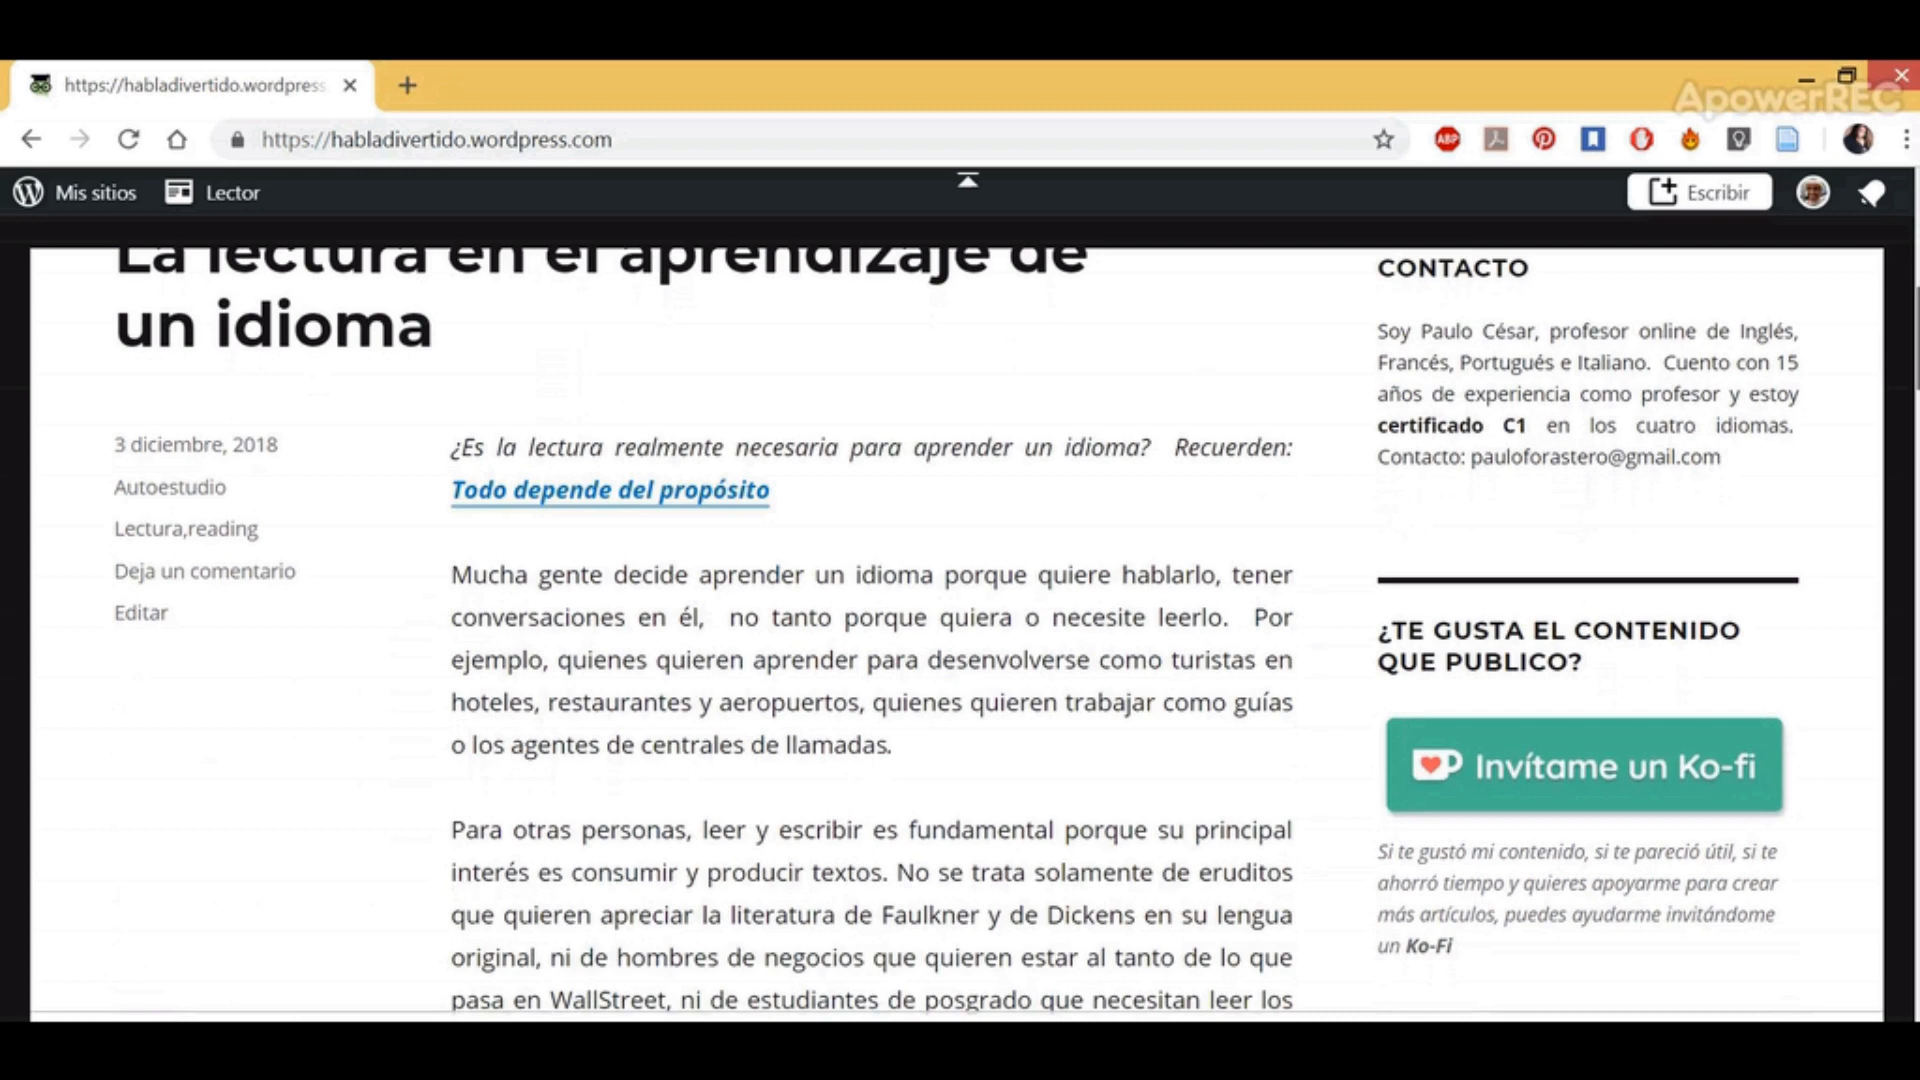 https://habladivertido.wordpress
ApowerREC
https://habladivertido.wordpress.com
ABP
Mis sitios
Lector
Escribir
La lectura en el aprendizaje de
un idioma
3 diciembre, 2018
Autoestudio
Lectura,reading
Deja un comentario
Editar
¿Es la lectura realmente necesaria para aprender un idioma? Recuerden:
Todo depende del propósito
Mucha gente decide aprender un idioma porque quiere hablarlo, tener
conversaciones en él, no tanto porque quiera o necesite leerlo. Por
ejemplo, quienes quieren aprender para desenvolverse como turistas en
hoteles, restaurantes y aeropuertos, quienes quieren trabajar como guías
o los agentes de centrales de llamadas.
Para otras personas, leer y escribir es fundamental porque su principal
interés es consumir y producir textos. No se trata solamente de eruditos
que quieren apreciar la literatura de Faulkner y de Dickens en su lengua
original, ni de hombres de negocios que quieren estar al tanto de lo que
pasa en WallStreet, ni de estudiantes de posgrado que necesitan leer los
CONTACTO
Soy Paulo César, profesor online de Inglés,
Francés, Portugués e Italiano. Cuento con 15
años de experiencia como profesor y estoy
certificado C1 en los cuatro idiomas.
Contacto: pauloforastero@gmail.com
¿TE GUSTA EL CONTENIDO
QUE PUBLICO?
Invítame un Ko-fi
Si te gustó mi contenido, si te pareció útil, si te
ahorró tiempo y quieres apoyarme para crear
más artículos, puedes ayudarme invitándome
un Ko-Fi